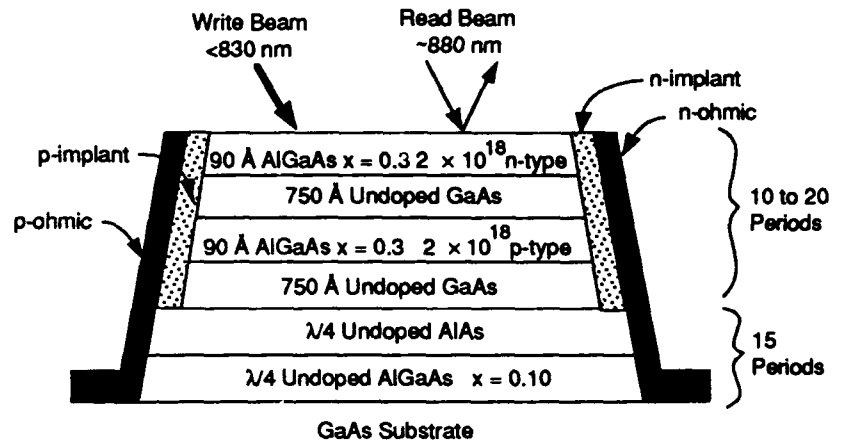 Write Beam
<830 nm
Read Beam
~880 nm
n-implant
n-ohmic
p-implant
p-ohmic
90 Å AlGaAs x = 0.3 2 × 10^18 n-type
750 Å Undoped GaAs
90 Å AlGaAs x = 0.3 2 × 10^18 p-type
750 Å Undoped GaAs
10 to 20
Periods
λ/4 Undoped AlAs
λ/4 Undoped AlGaAs x = 0.10
15
Periods
GaAs Substrate